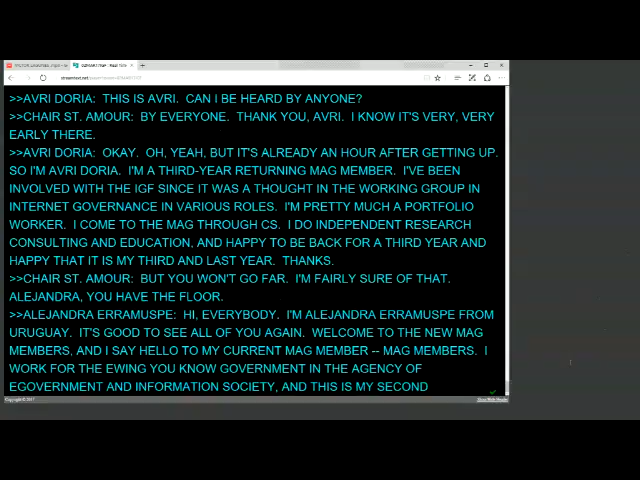 streamtext.net
>>AVRI DORIA:  THIS IS AVRI.  CAN I BE HEARD BY ANYONE?
>>CHAIR ST. AMOUR:  BY EVERYONE.  THANK YOU, AVRI.  I KNOW IT'S VERY, VERY
EARLY THERE.
>>AVRI DORIA:  OKAY.  OH, YEAH, BUT IT'S ALREADY AN HOUR AFTER GETTING UP.
SO I'M AVRI DORIA.  I'M A THIRD-YEAR RETURNING MAG MEMBER.  I'VE BEEN
INVOLVED WITH THE IGF SINCE IT WAS A THOUGHT IN THE WORKING GROUP IN
INTERNET GOVERNANCE IN VARIOUS ROLES.  I'M PRETTY MUCH A PORTFOLIO
WORKER.  I COME TO THE MAG THROUGH CS.  I DO INDEPENDENT RESEARCH
CONSULTING AND EDUCATION, AND HAPPY TO BE BACK FOR A THIRD YEAR AND
HAPPY THAT IT IS MY THIRD AND LAST YEAR.  THANKS.
>>CHAIR ST. AMOUR:  BUT YOU WON'T GO FAR.  I'M FAIRLY SURE OF THAT.
ALEJANDRA, YOU HAVE THE FLOOR.
>>ALEJANDRA ERRAMUSPE:  HI, EVERYBODY.  I'M ALEJANDRA ERRAMUSPE FROM
URUGUAY.  IT'S GOOD TO SEE ALL OF YOU AGAIN.  WELCOME TO THE NEW MAG
MEMBERS, AND I SAY HELLO TO MY CURRENT MAG MEMBER -- MAG MEMBERS.  I
WORK FOR THE EWING YOU KNOW GOVERNMENT IN THE AGENCY OF
EGOVERNMENT AND INFORMATION SOCIETY, AND THIS IS MY SECOND
Copyright © 2017